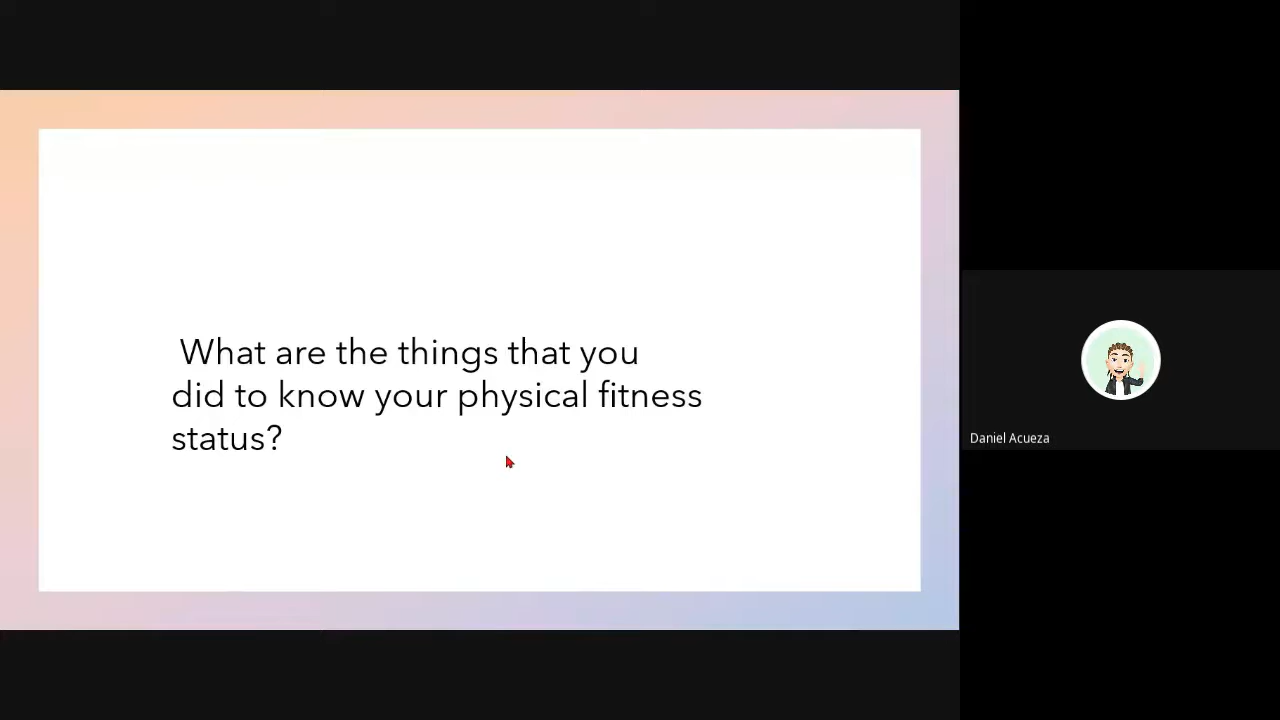 What are the things that you
did to know your physical fitness
status?
Daniel Acueza